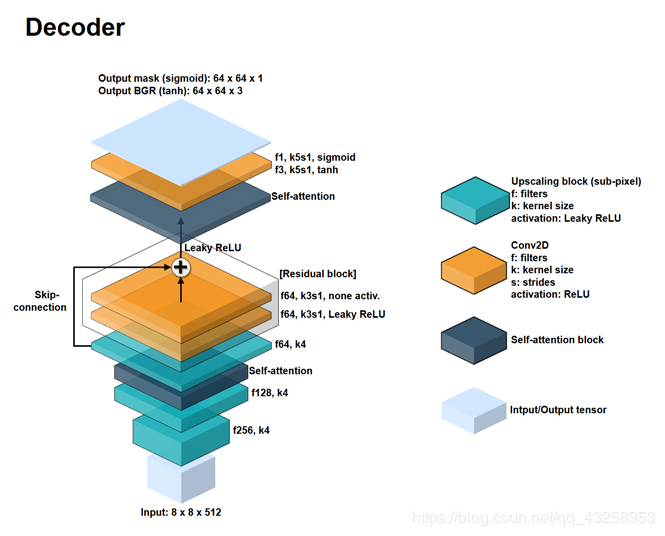 Decoder
Output mask (sigmoid): 64 x 64 x 1
Output BGR (tanh): 64 x 64 x 3
f1, k5s1, sigmoid
f3, k5s1, tanh
Self-attention
Leaky ReLU
[Residual block]
Skip-
connection
f64, k3s1, none activ.
f64, k3s1, Leaky ReLU
f64, k4
Self-attention
f128, k4
f256, k4
Input: 8 x 8 x 512
Upscaling block (sub-pixel)
f: filters
k: kernel size
activation: Leaky ReLU
Conv2D
f: filters
k: kernel size
s: strides
activation: ReLU
Self-attention block
Intput/Output tensor
https://blog.csdn.net/qq_43258953